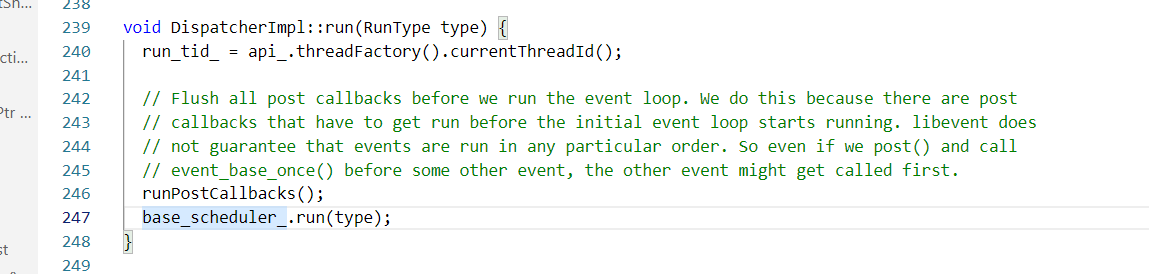 238
239 void DispatcherImpl::run(RunType type) {
240 run_tid_ = api_.threadFactory().currentThreadId();
241
242 // Flush all post callbacks before we run the event loop. We do this because there are post
243 // callbacks that have to get run before the initial event loop starts running. libevent does
244 // not guarantee that events are run in any particular order. So even if we post() and call
245 // event_base_once() before some other event, the other event might get called first.
246 runPostCallbacks();
247 base_scheduler_.run(type);
248 }
249
cti...
Ptr ...
st